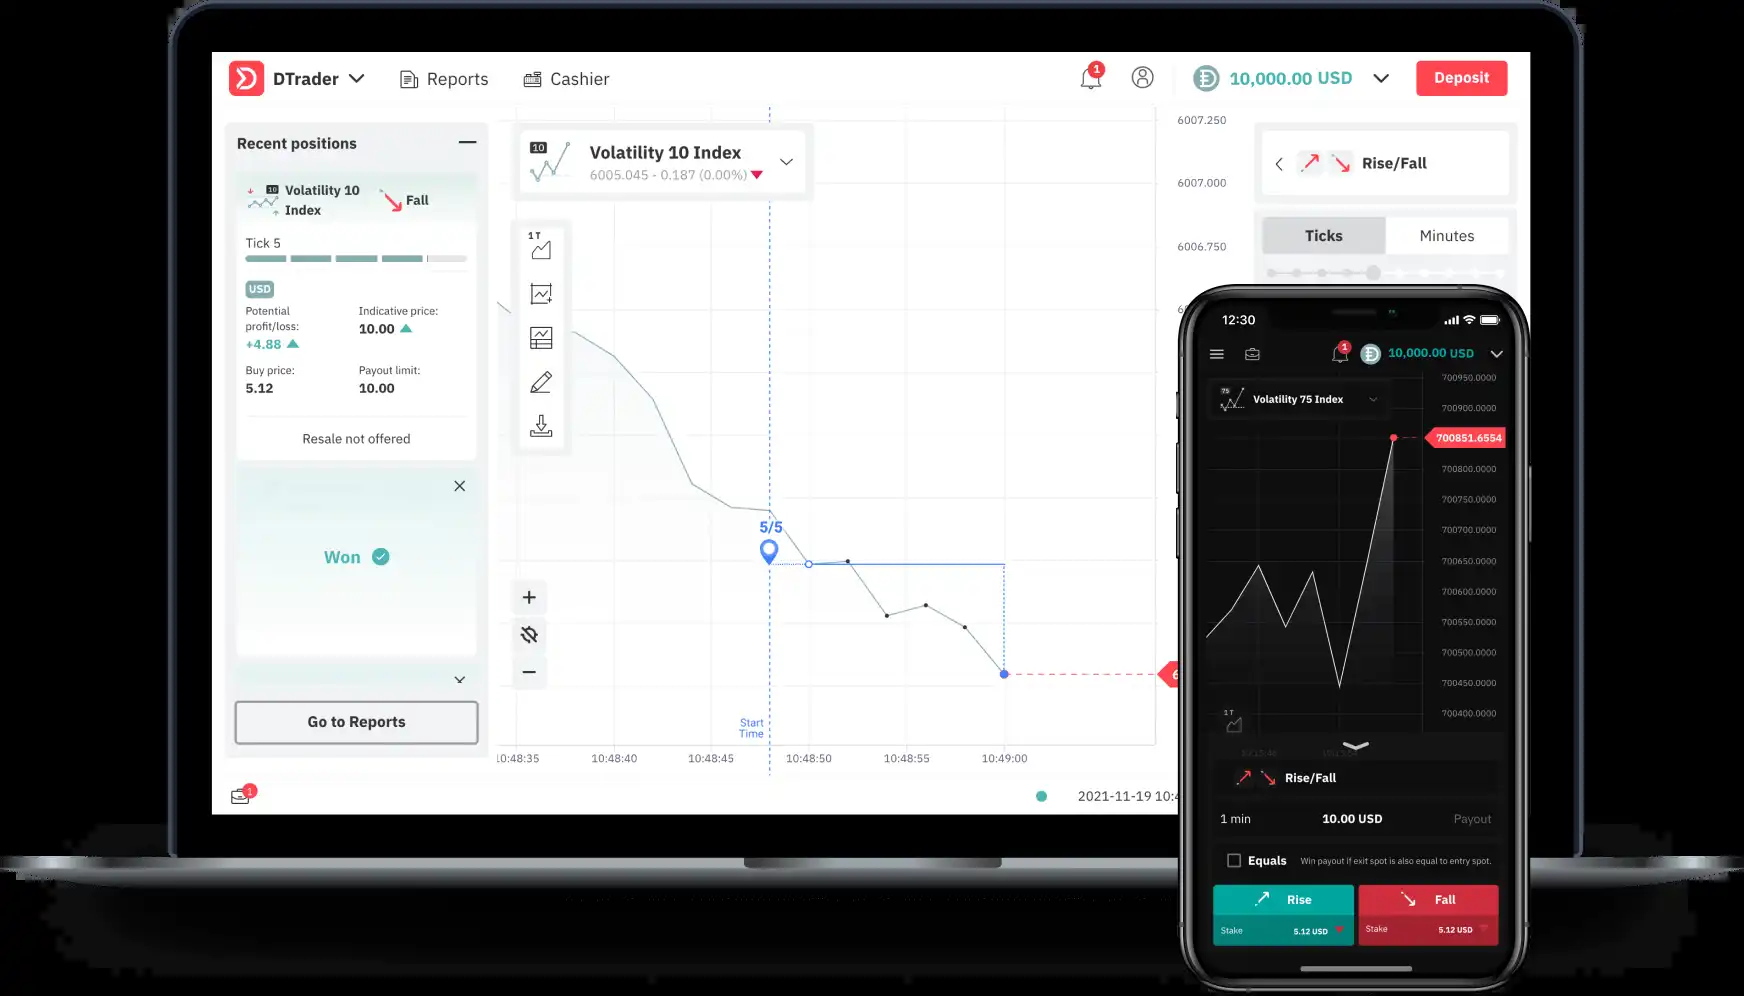 DTrader
Reports
Cashier
1
10,000.00 USD
Deposit
Recent positions
10
Volatility 10
Index
Fall
Tick 5
USD
Potential
profit/loss:
+4.88
Indicative price:
10.00
Buy price:
5.12
Payout limit:
10.00
Resale not offered
Won
Go to Reports
1
10
Volatility 10 Index
6005.045 - 0.187 (0.00%)
1T
5/5
Start
Time
10:48:35
10:48:40
10:48:45
10:48:50
10:48:55
10:49:00
6007.250
6007.000
6006.750
2021-11-19 10:4
Rise/Fall
Ticks
Minutes
12:30
1
10,000.00 USD
75
Volatility 75 Index
700950.0000
700900.0000
700851.6554
700800.0000
700750.0000
700700.0000
700650.0000
700600.0000
700550.0000
700500.0000
700450.0000
700400.0000
1T
Rise/Fall
1 min
10.00 USD
Payout
Equals
Win payout if exit spot is also equal to entry spot.
Rise
Stake
5.12 USD
Fall
Stake
5.12 USD